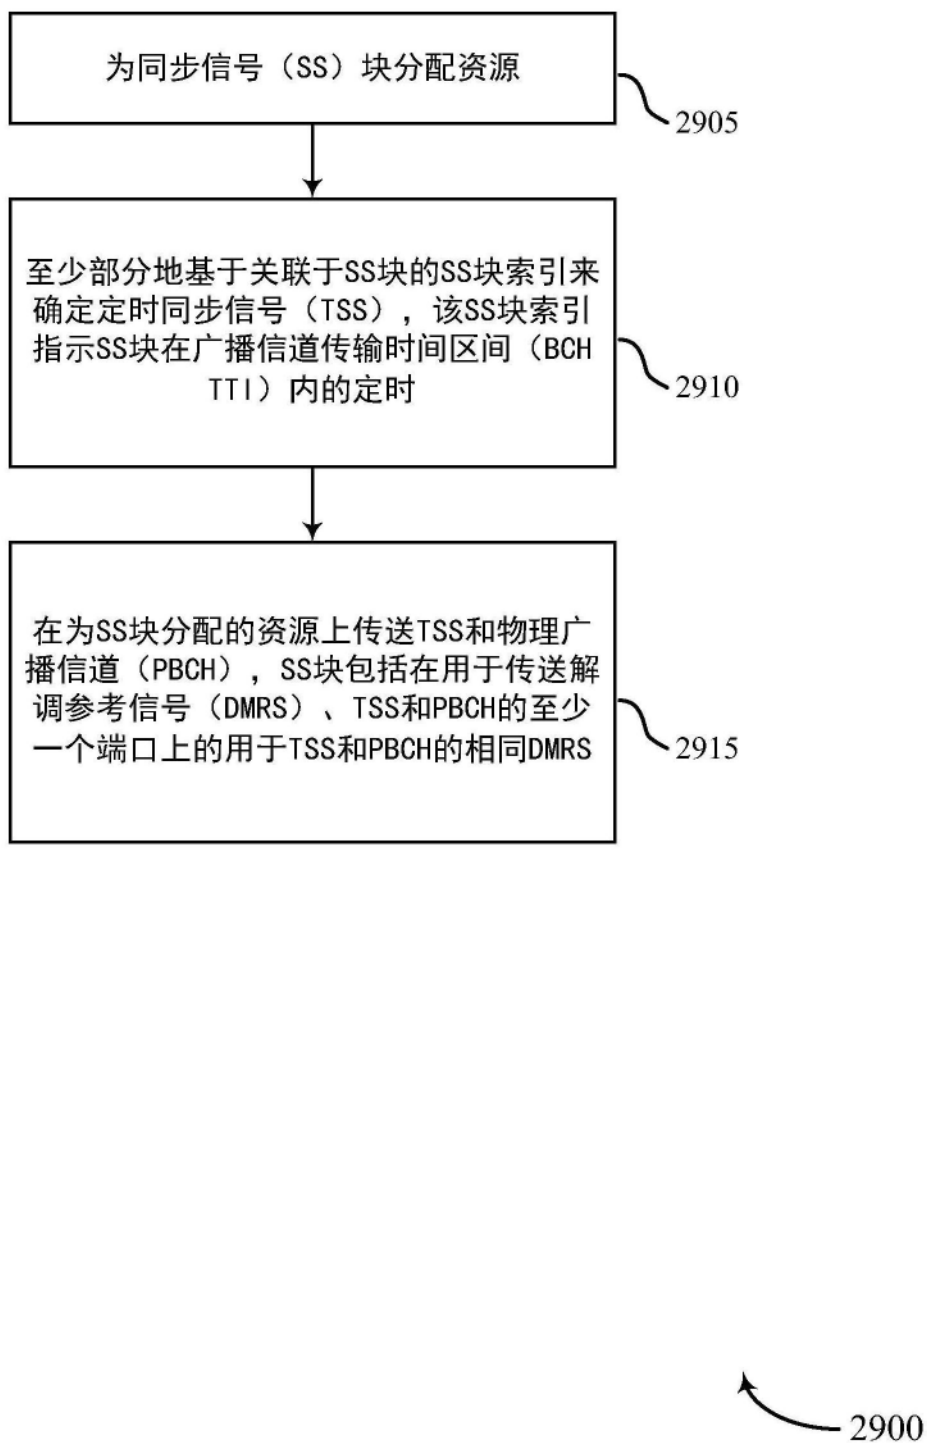 为同步信号（SS）块分配资源
2905
至少部分地基于关联于SS块的SS块索引来
确定定时同步信号（TSS），该SS块索引
指示SS块在广播信道传输时间区间（BCH
TTI）内的定时
2910
在为SS块分配的资源上传送TSS和物理广
播信道（PBCH），SS块包括在用于传送解
调参考信号（DMRS）、TSS和PBCH的至少
一个端口上的用于TSS和PBCH的相同DMRS
2915
2900